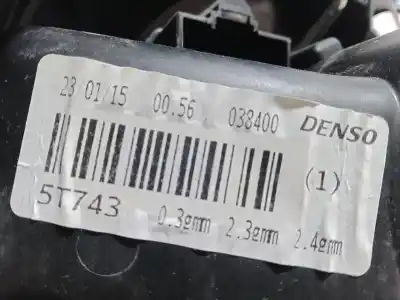 23 01/15 00.56 038400 DENSO
(1)
5T743 0.3gmm 2.3gmm 2.4gmm